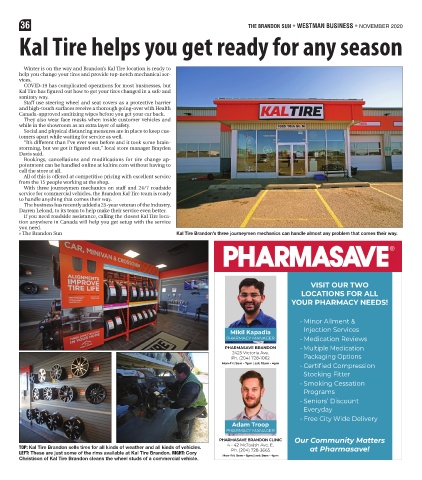 36
THE BRANDON SUN • WESTMAN BUSINESS • NOVEMBER 2020
Kal Tire helps you get ready for any season
Winter is on the way and Brandon's Kal Tire location is ready to
help you change your tires and provide top-notch mechanical ser-
vices.
COVID-19 has complicated operations for most businesses, but
Kal Tire has figured out how to get your tires changed in a safe and
sanitary way.
Staff use steering wheel and seat covers as a protective barrier
and high-touch surfaces receive a thorough going-over with Health
Canada-approved sanitizing wipes before you get your car back.
They also wear face masks when inside customer vehicles and
while in the showroom as an extra layer of safety.
Social and physical distancing measures are in place to keep cus-
tomers apart while waiting for service as well.
"It's different than I've ever seen before and it took some brain-
storming, but we got it figured out," local store manager Brayden
Davis said.
Bookings, cancellations and modifications for tire change ap-
pointments can be handled online at kaltire.com without having to
call the store at all.
All of this is offered at competitive pricing with excellent service
from the 15 people working at the shop.
With three journeymen mechanics on staff and 24/7 roadside
service for commercial vehicles, the Brandon Kal Tire team is ready
to handle anything that comes their way.
The business has recently added a 25-year veteran of the industry,
Darren Leloud, to its team to help make their service even better.
If you need roadside assistance, calling the closest Kal Tire loca-
tion anywhere in Canada will help you get setup with the service
you need.
» The Brandon Sun
KAL TIRE
Kal Tire Brandon's three journeymen mechanics can handle almost any problem that comes their way.
CAR, MINIVAN & CROSSOVER
ALIGNMENTS
IMPROVE
TIRE LIFE
TOP: Kal Tire Brandon sells tires for all kinds of weather and all kinds of vehicles.
LEFT: These are just some of the rims available at Kal Tire Brandon. RIGHT: Cory
Christison of Kal Tire Brandon cleans the wheel studs of a commercial vehicle.
PHARMASAVE®
Mikil Kapadia
PHARMACY MANAGER
PHARMASAVE BRANDON
2625 Victoria Ave.
Adam Troop
PHARMACY MANAGER
PHARMASAVE BRANDON CLINIC
4 - 42 McTavish Ave. E.
VISIT OUR TWO
LOCATIONS FOR ALL
YOUR PHARMACY NEEDS!
- Minor Ailment &
Injection Services
- Medication Reviews
- Multiple Medication
Packaging Options
- Certified Compression
Stocking Fitter
- Smoking Cessation
Programs
- Seniors' Discount
Everyday
- Free City Wide Delivery
Our Community Matters
at Pharmasave!